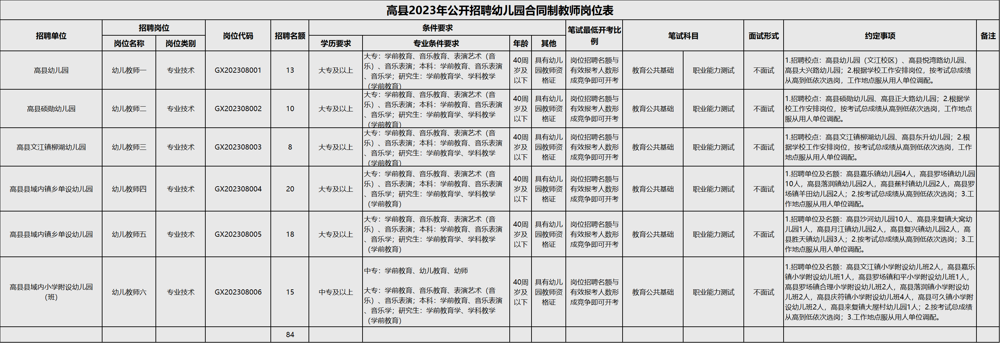 高县2023年公开招聘幼儿园合同制教师岗位表
招聘单位
招聘岗位
岗位名称
岗位类别
岗位代码
招聘名额
条件要求
学历要求
专业条件要求
年龄
其他
笔试最低开考比
例
笔试科目
面试形式
约定事项
备注
高县幼儿园
幼儿教师一
专业技术
GX202308001
13
大专及以上
大专：学前教育、音乐教育、表演艺术（音
乐）、音乐表演；本科：学前教育、音乐表演
、音乐学；研究生：学前教育学、学科教学
（学前教育）
40周
岁及
以下
具有幼儿
园教师资
格证
岗位招聘名额与
有效报考人数形
成竞争即可开考
教育公共基础
职业能力测试
不面试
1.招聘校点：高县幼儿园（文江校区）、高县悦湾路幼儿园、
高县大兴路幼儿园；2.根据学校工作安排岗位，按考试总成绩
从高到低依次选岗，工作地点服从用人单位调配。
高县硕勋幼儿园
幼儿教师二
专业技术
GX202308002
10
大专及以上
大专：学前教育、音乐教育、表演艺术（音
乐）、音乐表演；本科：学前教育、音乐表演
、音乐学；研究生：学前教育学、学科教学
（学前教育）
40周
岁及
以下
具有幼儿
园教师资
格证
岗位招聘名额与
有效报考人数形
成竞争即可开考
教育公共基础
职业能力测试
不面试
1.招聘校点：高县硕勋幼儿园、高县正大路幼儿园；2.根据学
校工作安排岗位，按考试总成绩从高到低依次选岗，工作地点
服从用人单位调配。
高县文江镇柳湖幼儿园
幼儿教师三
专业技术
GX202308003
8
大专及以上
大专：学前教育、音乐教育、表演艺术（音
乐）、音乐表演；本科：学前教育、音乐表演
、音乐学；研究生：学前教育学、学科教学
（学前教育）
40周
岁及
以下
具有幼儿
园教师资
格证
岗位招聘名额与
有效报考人数形
成竞争即可开考
教育公共基础
职业能力测试
不面试
1.招聘校点：高县文江镇柳湖幼儿园、高县东升幼儿园；2.根
据学校工作安排岗位，按考试总成绩从高到低依次选岗，工作
地点服从用人单位调配。
高县县域内镇乡单设幼儿园
幼儿教师四
专业技术
GX202308004
20
大专及以上
大专：学前教育、音乐教育、表演艺术（音
乐）、音乐表演；本科：学前教育、音乐表演
、音乐学；研究生：学前教育学、学科教学
（学前教育）
40周
岁及
以下
具有幼儿
园教师资
格证
岗位招聘名额与
有效报考人数形
成竞争即可开考
教育公共基础
职业能力测试
不面试
1.招聘单位及名额：高县嘉乐镇幼儿园4人，高县罗场镇幼儿园
10人，高县落润镇幼儿园2人，高县蕉村镇幼儿园2人，高县罗
场镇羊田幼儿园2人；2.按考试总成绩从高到低依次选岗；3.工
作地点服从用人单位调配。
高县县域内镇乡单设幼儿园
幼儿教师五
专业技术
GX202308005
18
大专及以上
大专：学前教育、音乐教育、表演艺术（音
乐）、音乐表演；本科：学前教育、音乐表演
、音乐学；研究生：学前教育学、学科教学
（学前教育）
40周
岁及
以下
具有幼儿
园教师资
格证
岗位招聘名额与
有效报考人数形
成竞争即可开考
教育公共基础
职业能力测试
不面试
1.招聘单位及名额：高县沙河幼儿园10人、高县来复镇大窝幼
儿园1人，高县月江镇幼儿园2人，高县复兴镇幼儿园2人，高
县胜天镇幼儿园3人；2.按考试总成绩从高到低依次选岗；3.工
作地点服从用人单位调配。
高县县域内小学附设幼儿园
（班）
幼儿教师六
专业技术
GX202308006
15
中专及以上
中专：学前教育、幼儿教育、幼师
大专：学前教育、音乐教育、表演艺术（音
乐）、音乐表演；本科：学前教育、音乐表演
、音乐学；研究生：学前教育学、学科教学
（学前教育）
40周
岁及
以下
具有幼儿
园教师资
格证
岗位招聘名额与
有效报考人数形
成竞争即可开考
教育公共基础
职业能力测试
不面试
1.招聘单位及名额：高县文江镇小学附设幼儿班2人，高县嘉乐
镇小学附设幼儿班1人，高县罗场镇和平小学附设幼儿班1人，
高县罗场镇合理小学附设幼儿班2人，高县落润镇小学附设幼
儿班2人，高县庆符镇小学附设幼儿班4人，高县可久镇小学附
设幼儿班2人，高县来复镇大屋村幼儿园1人；2.按考试总成绩
从高到低依次选岗；3.工作地点服从用人单位调配。
84